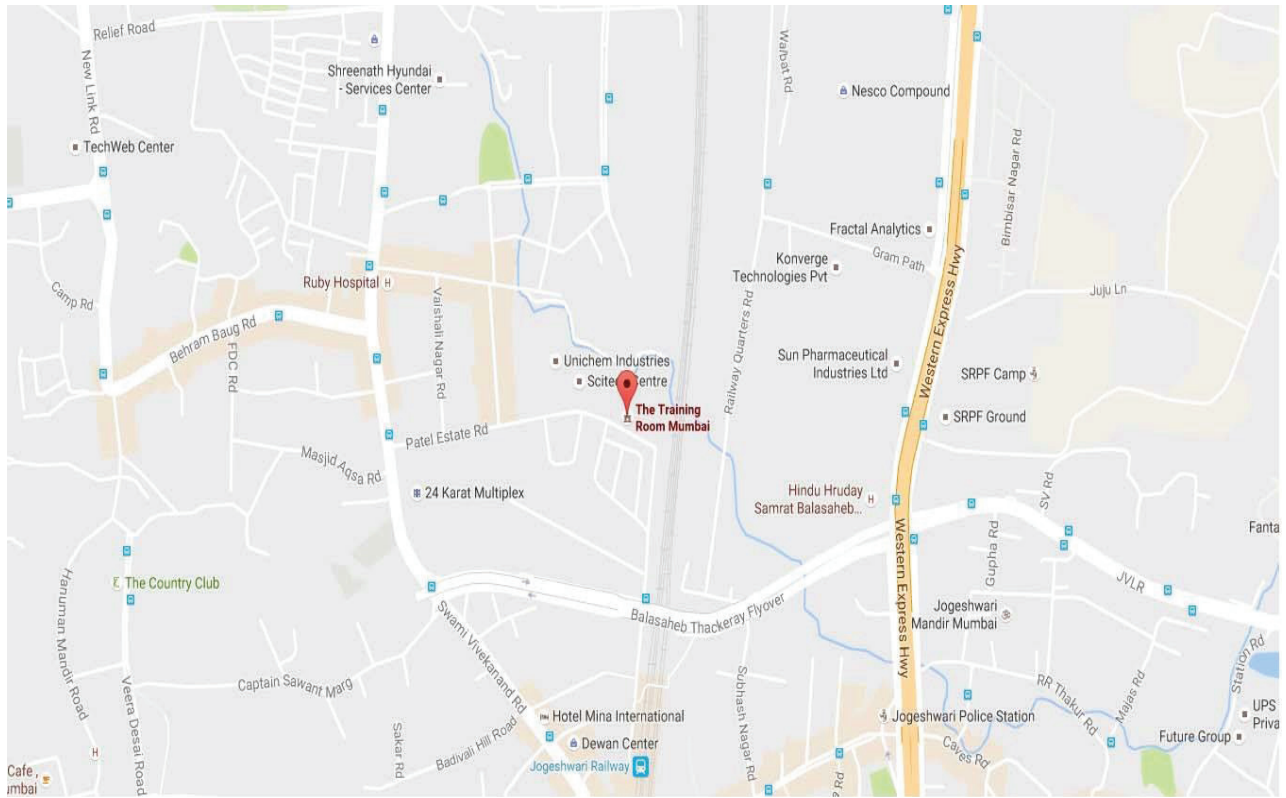 Relief Road
New Link Rd
Shreenath Hyundai
- Services Center
TechWeb Center
Walbat Rd
Nesco Compound
Bimbisar Nagar Rd
Fractal Analytics
Gram Path
Konverge
Technologies Pvt
Western Express Hwy
Juju Ln
Camp Rd
Ruby Hospital
Vaishali Nagar Rd
Behram Baug Rd
FDC Rd
Unichem Industries
Centre
Railway Quarters Rd
Sun Pharmaceutical
Industries Ltd
SRPF Camp
SRPF Ground
The Training
Room Mumbai
Patel Estate Rd
Masjid Aqsa Rd
24 Karat Multiplex
Hindu Hruday
Samrat Balasaheb...
SV Rd
Western Express Hwy
Gupha Rd
Fanta
JVLR
The Country Club
Hanuman Mandir Road
Veera Desai Road
Balasaheb Thackeray Flyover
Jogeshwari
Mandir Mumbai
Swami Vivekanand Rd
Captain Sawant Marg
Sakar Rd
Badivali Hill Road
Hotel Mina International
Dewan Center
Jogeshwari Railway
Subhash Nagar Rd
Jogeshwari Police Station
Caves Rd
RR Thakur Rd
Majas Rd
Station Rd
UPS
Priva
Future Group
e Rd
Cafe ,
umbai